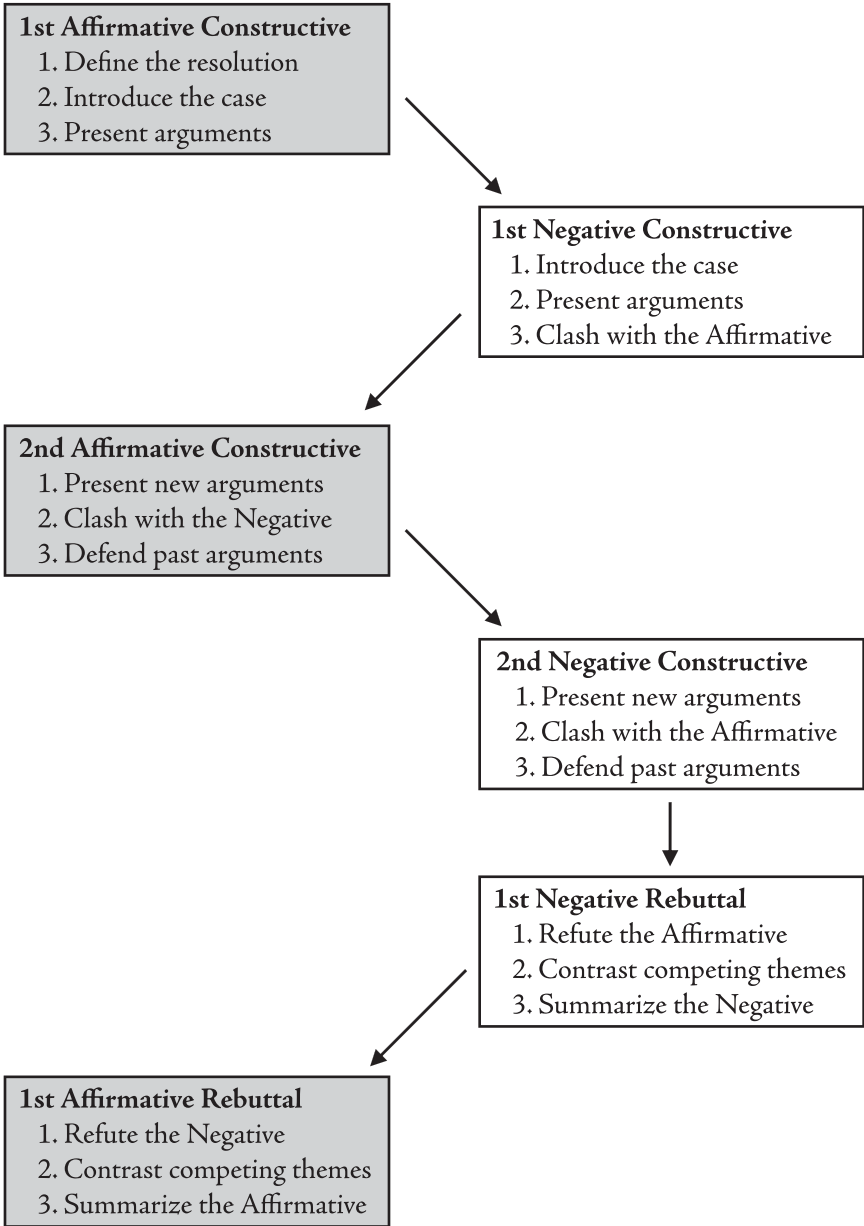 1st Affirmative Constructive
1. Define the resolution
2. Introduce the case
3. Present arguments
1st Negative Constructive
1. Introduce the case
2. Present arguments
3. Clash with the Affirmative
2nd Affirmative Constructive
1. Present new arguments
2. Clash with the Negative
3. Defend past arguments
2nd Negative Constructive
1. Present new arguments
2. Clash with the Affirmative
3. Defend past arguments
1st Negative Rebuttal
1. Refute the Affirmative
2. Contrast competing themes
3. Summarize the Negative
1st Affirmative Rebuttal
1. Refute the Negative
2. Contrast competing themes
3. Summarize the Affirmative